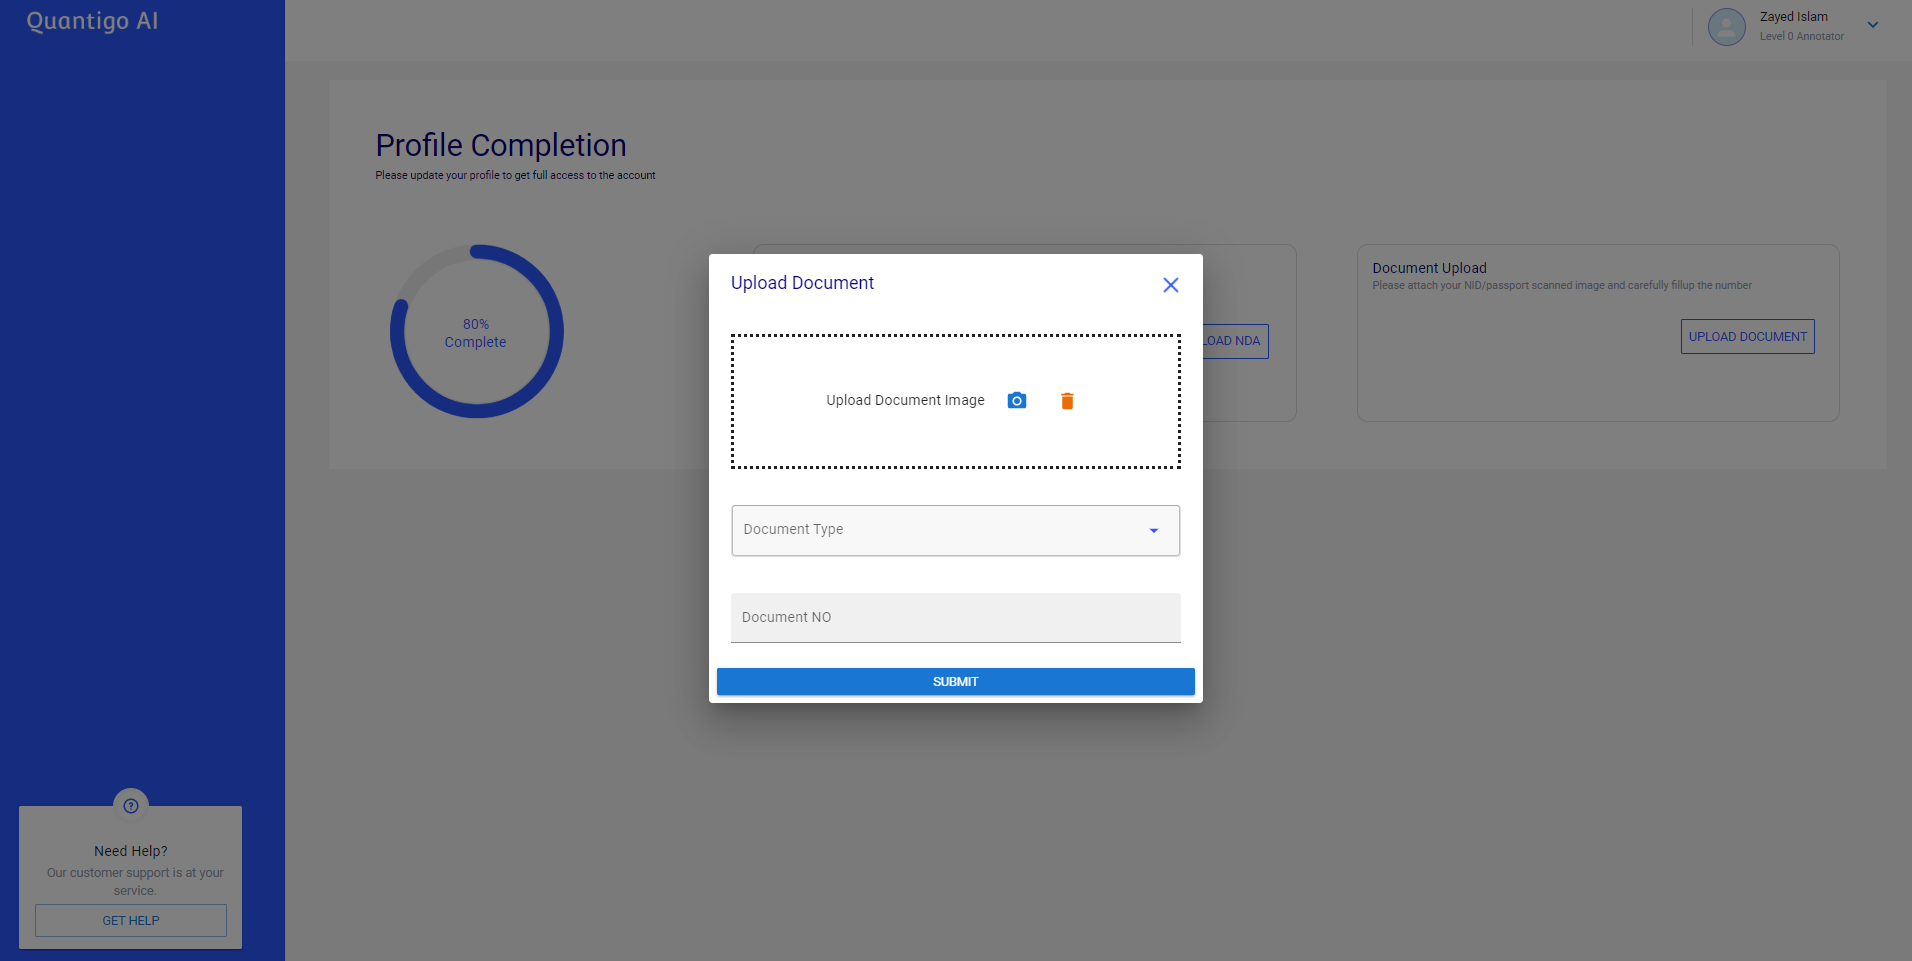 Quantigo AI
Zayed Islam
Level 0 Annotator
Profile Completion
Please update your profile to get full access to the account
80%
Complete
LOAD NDA
Document Upload
Please attach your NID/passport scanned image and carefully fillup the number
UPLOAD DOCUMENT
Upload Document
Upload Document Image
Document Type
Document NO
SUBMIT
Need Help?
Our customer support is at your
service.
GET HELP